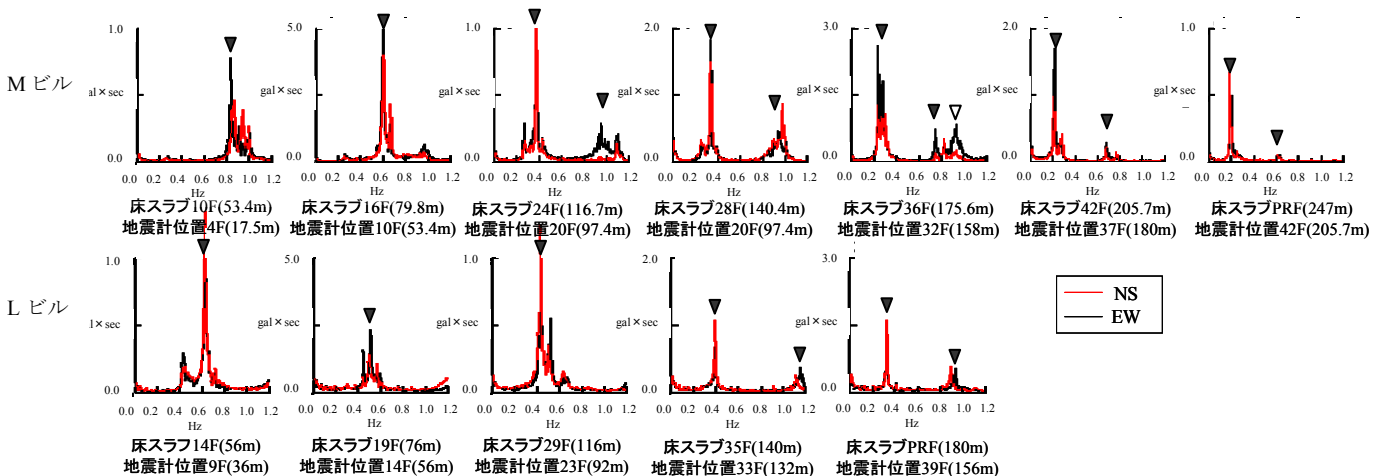 M ビル
1.0
al×sec
0.0
0.0 0.2 0.4 0.6 0.8 1.0 1.2
Hz
床スラブ10F(53.4m)
地震計位置4F(17.5m)
5.0
gal×sec
0.0
0.0 0.2 0.4 0.6 0.8 1.0 1.2
Hz
床スラブ16F(79.8m)
地震計位置10F(53.4m)
1.0
gal×sec
0.0
0.0 0.2 0.4 0.6 0.8 1.0 1.2
Hz
床スラブ24F(116.7m)
地震計位置20F(97.4m)
2.0
gal×sec
0.0
0.0 0.2 0.4 0.6 0.8 1.0 1.2
Hz
床スラブ28F(140.4m)
地震計位置20F(97.4m)
3.0
gal×sec
0.0
0.0 0.2 0.4 0.6 0.8 1.0 1.2
Hz
床スラブ36F(175.6m)
地震計位置32F(158m)
2.0
gal×sec
0.0
0.0 0.2 0.4 0.6 0.8 1.0 1.2
Hz
床スラブ42F(205.7m)
地震計位置37F(180m)
1.0
gal×sec
0.0
0.0 0.2 0.4 0.6 0.8 1.0 1.2
Hz
床スラブPRF(247m)
地震計位置42F(205.7m)
L ビル
1.0
l×sec
0.0
0.0 0.2 0.4 0.6 0.8 1.0 1.2
Hz
床スラブ14F(56m)
地震計位置9F(36m)
5.0
gal×sec
0.0
0.0 0.2 0.4 0.6 0.8 1.0 1.2
Hz
床スラブ19F(76m)
地震計位置14F(56m)
1.0
gal×sec
0.0
0.0 0.2 0.4 0.6 0.8 1.0 1.2
Hz
床スラブ29F(116m)
地震計位置23F(92m)
2.0
gal×sec
0.0
0.0 0.2 0.4 0.6 0.8 1.0 1.2
Hz
床スラブ35F(140m)
地震計位置33F(132m)
3.0
gal×sec
0.0
0.0 0.2 0.4 0.6 0.8 1.0 1.2
Hz
床スラブPRF(180m)
地震計位置39F(156m)
NS
EW